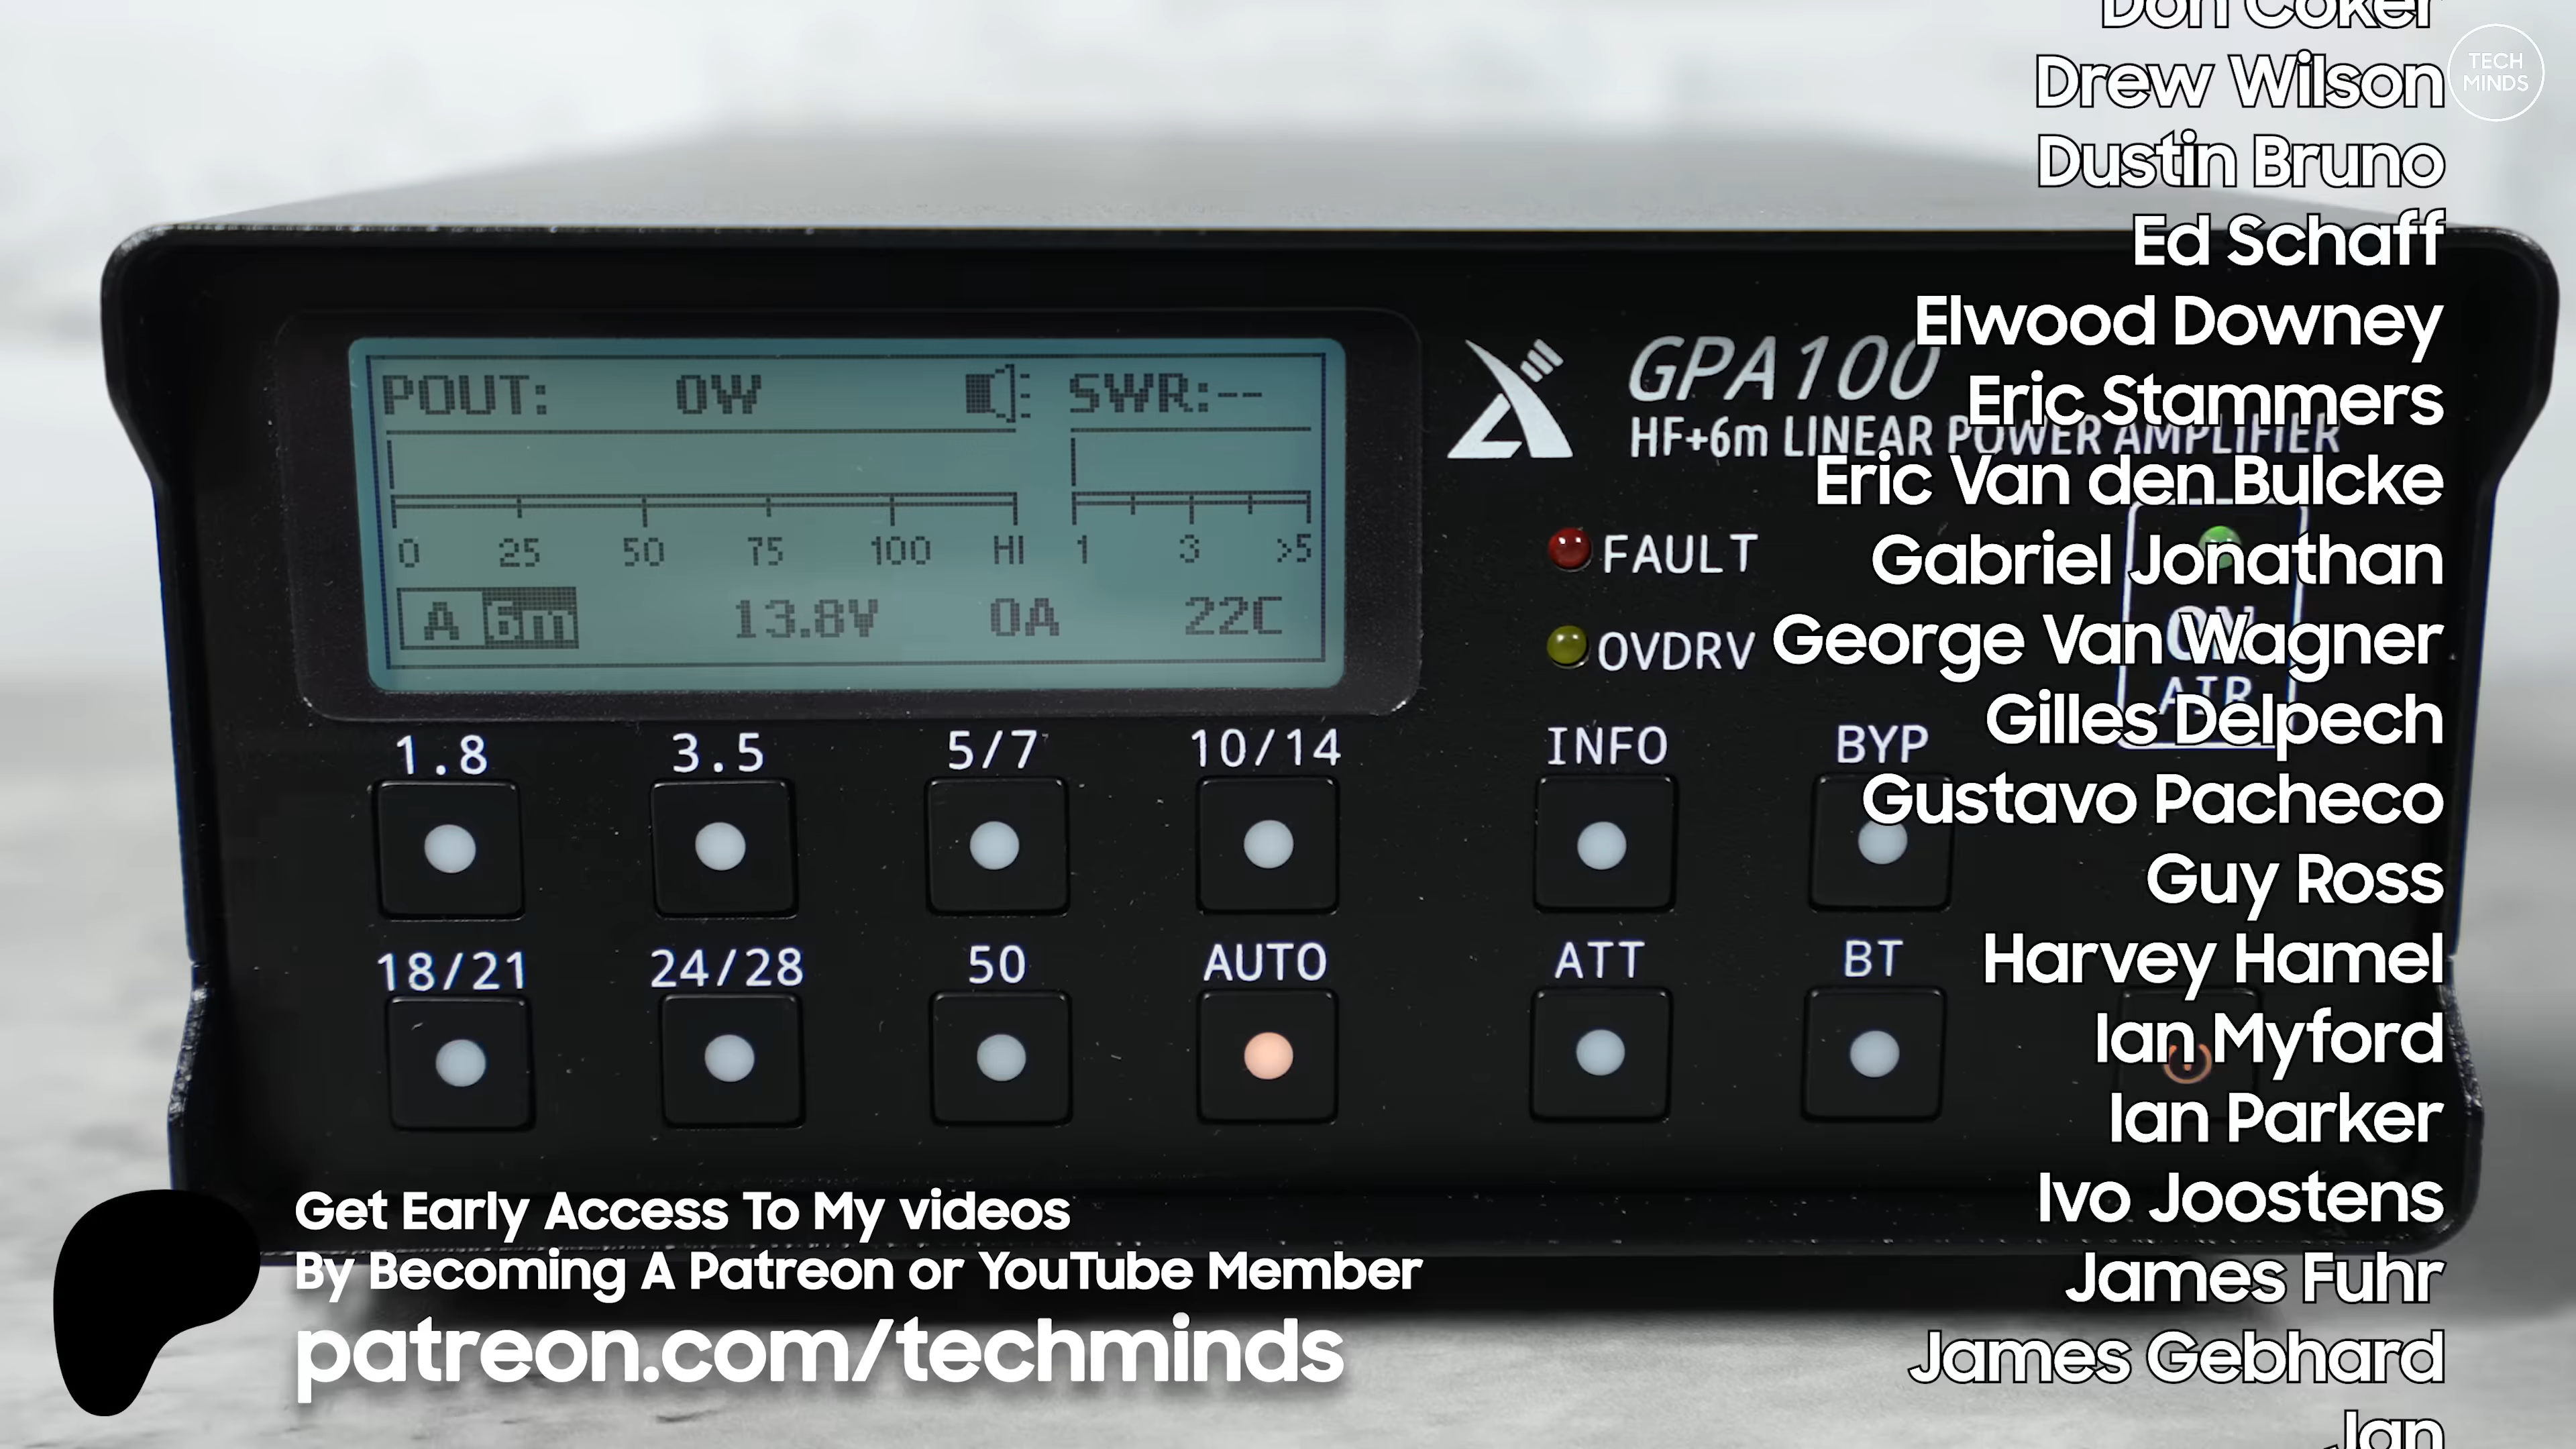 Don Coker
TECH
MINDS
Drew Wilson
Dustin Bruno
Ed Schaff
Elwood Downey
Eric Stammers
Eric Van den Bulcke
Gabriel Jonathan
George Van Wagner
Gilles Delpech
Gustavo Pacheco
Guy Ross
Harvey Hamel
Ian Myford
Ian Parker
Ivo Joostens
James Fuhr
James Gebhard
Jan
GPA100
HF+6m LINEAR POWER AMPLIFIER
POUT: 0W SWR:--
0 25 50 75 100 HI 1 3 >5
A 6m 13.8V 0A 22C
FAULT
OVDRV
ON
AIR
1.8 3.5 5/7 10/14 INFO BYP
18/21 24/28 50 AUTO ATT BT
Get Early Access To My videos
By Becoming A Patreon or YouTube Member
patreon.com/techminds